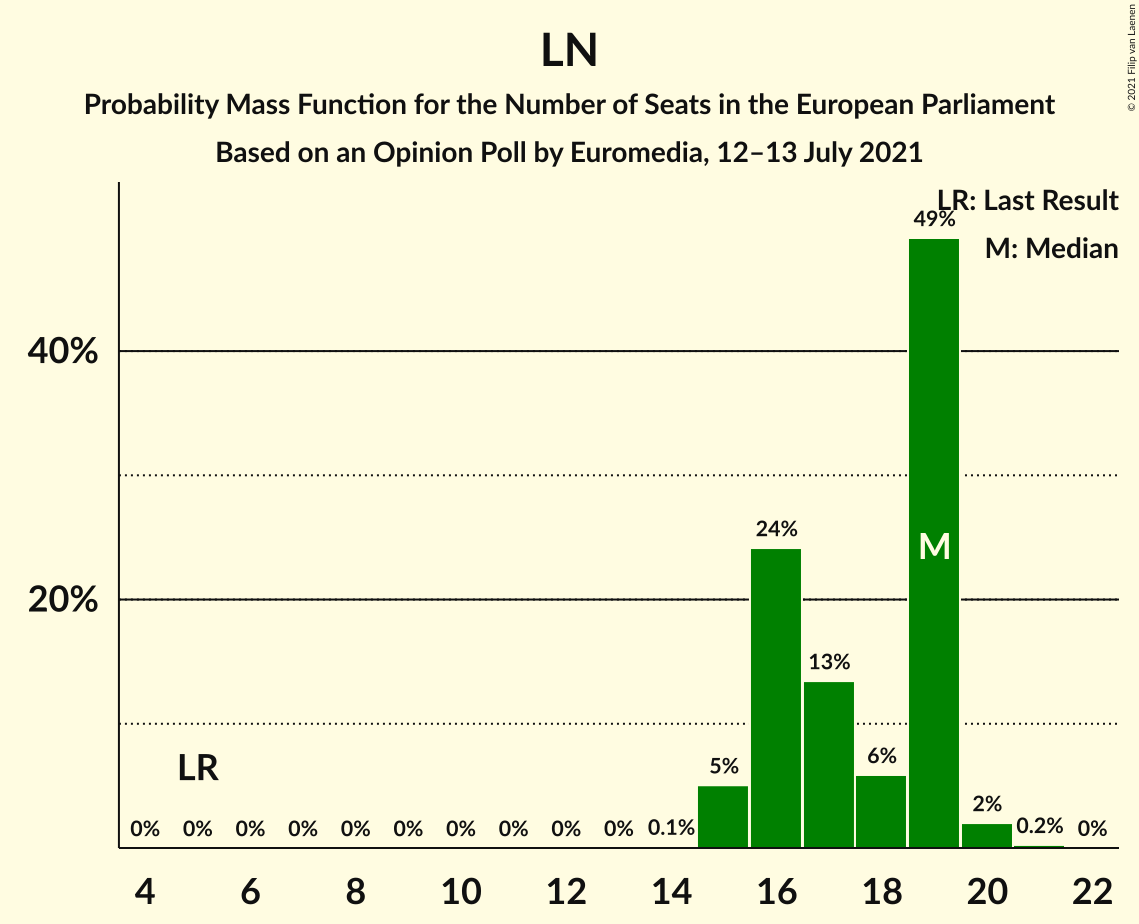 LN
Probability Mass Function for the Number of Seats in the European Parliament
Based on an Opinion Poll by Euromedia, 12–13 July 2021
© 2021 Filip van Laenen
LR: Last Result
M: Median
49%
40%
24%
M
20%
13%
LR
5%
6%
2%
0% 0% 0% 0% 0% 0% 0% 0% 0% 0% 0.1% 0.2% 0%
4 6 8 10 12 14 16 18 20 22